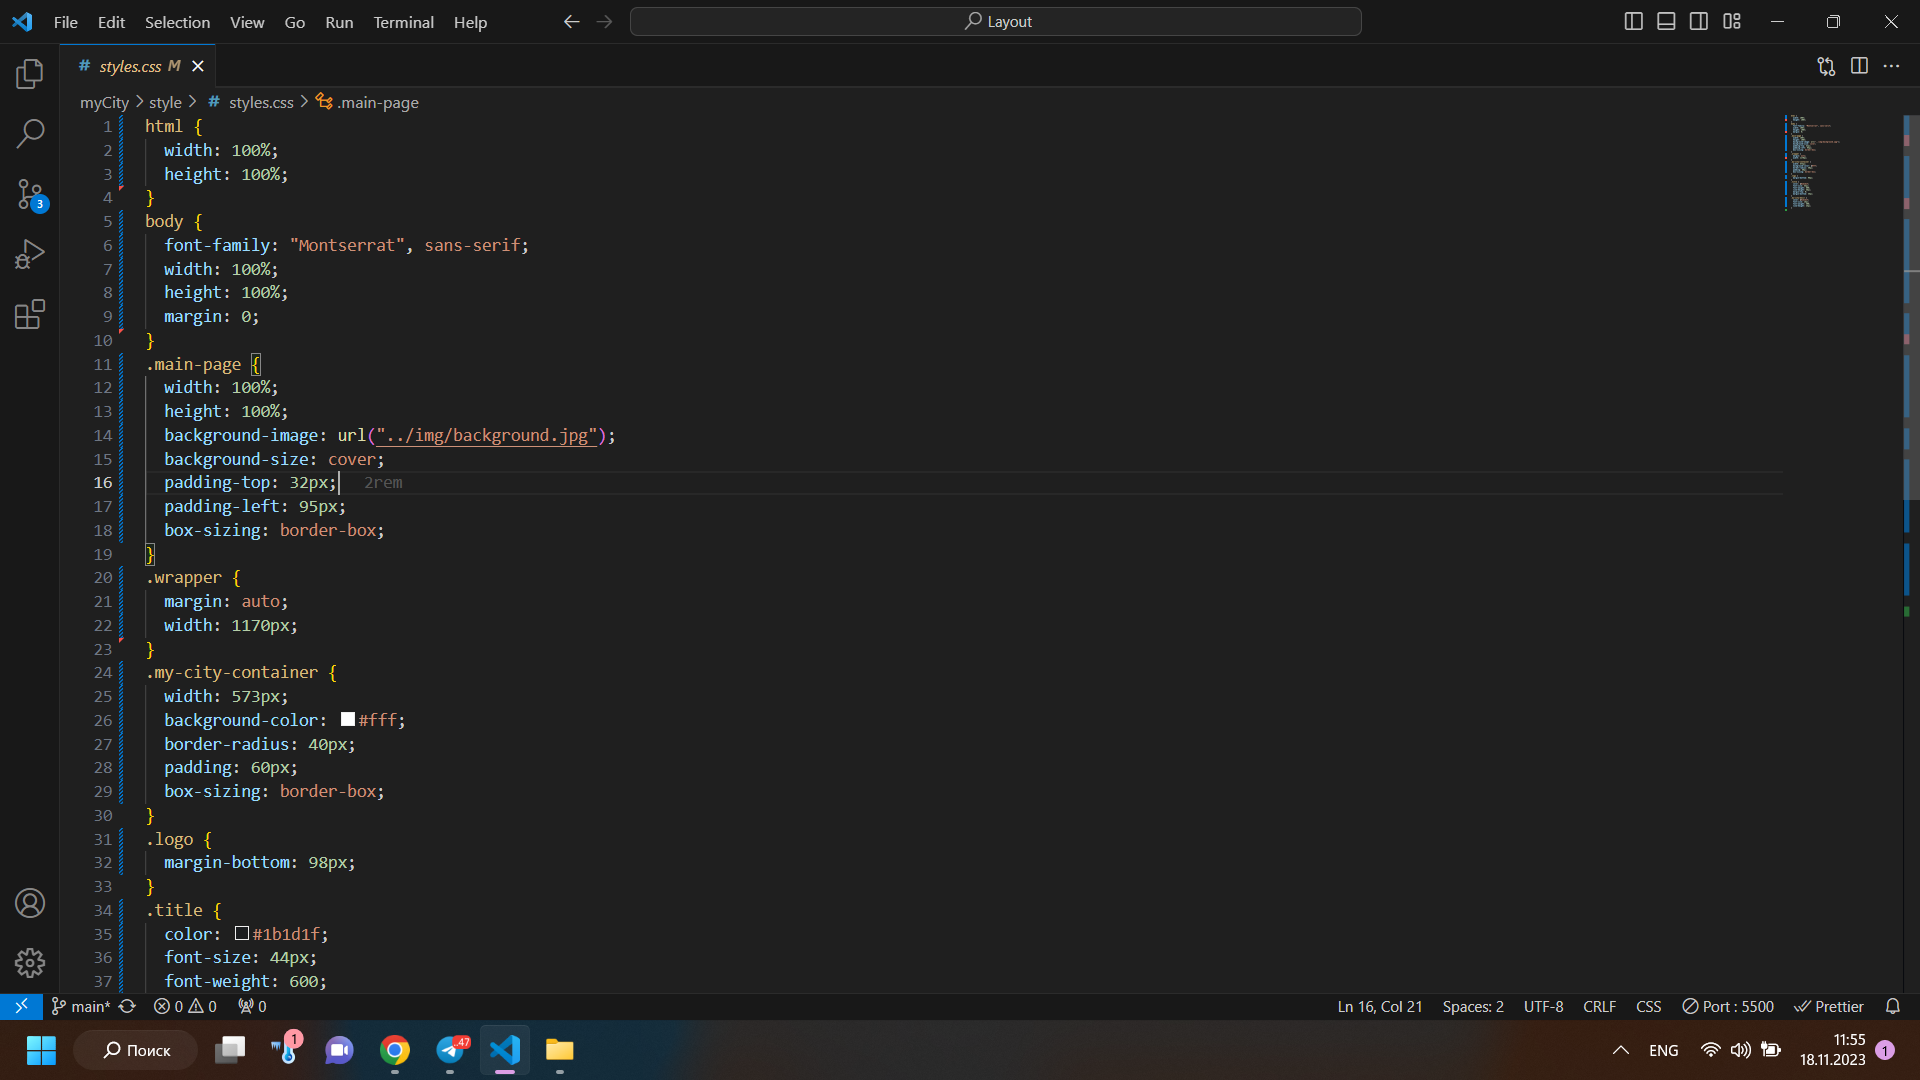 File Edit Selection View Go Run Terminal Help Layout
# styles.css M
myCity > style > # styles.css > .main-page
1 html {
2 width: 100%;
3 height: 100%;
4 }
5 body {
6 font-family: "Montserrat", sans-serif;
7 width: 100%;
8 height: 100%;
9 margin: 0;
10 }
11 .main-page {
12 width: 100%;
13 height: 100%;
14 background-image: url("../img/background.jpg");
15 background-size: cover;
16 padding-top: 32px; 2rem
17 padding-left: 95px;
18 box-sizing: border-box;
19 }
20 .wrapper {
21 margin: auto;
22 width: 1170px;
23 }
24 .my-city-container {
25 width: 573px;
26 background-color: #fff;
27 border-radius: 40px;
28 padding: 60px;
29 box-sizing: border-box;
30 }
31 .logo {
32 margin-bottom: 98px;
33 }
34 .title {
35 color: #1b1d1f;
36 font-size: 44px;
37 font-weight: 600;
3
main* 0 0 0 Ln 16, Col 21 Spaces: 2 UTF-8 CRLF CSS Port : 5500 Prettier
Поиск 1 ..47 ENG 11:55 1
18.11.2023